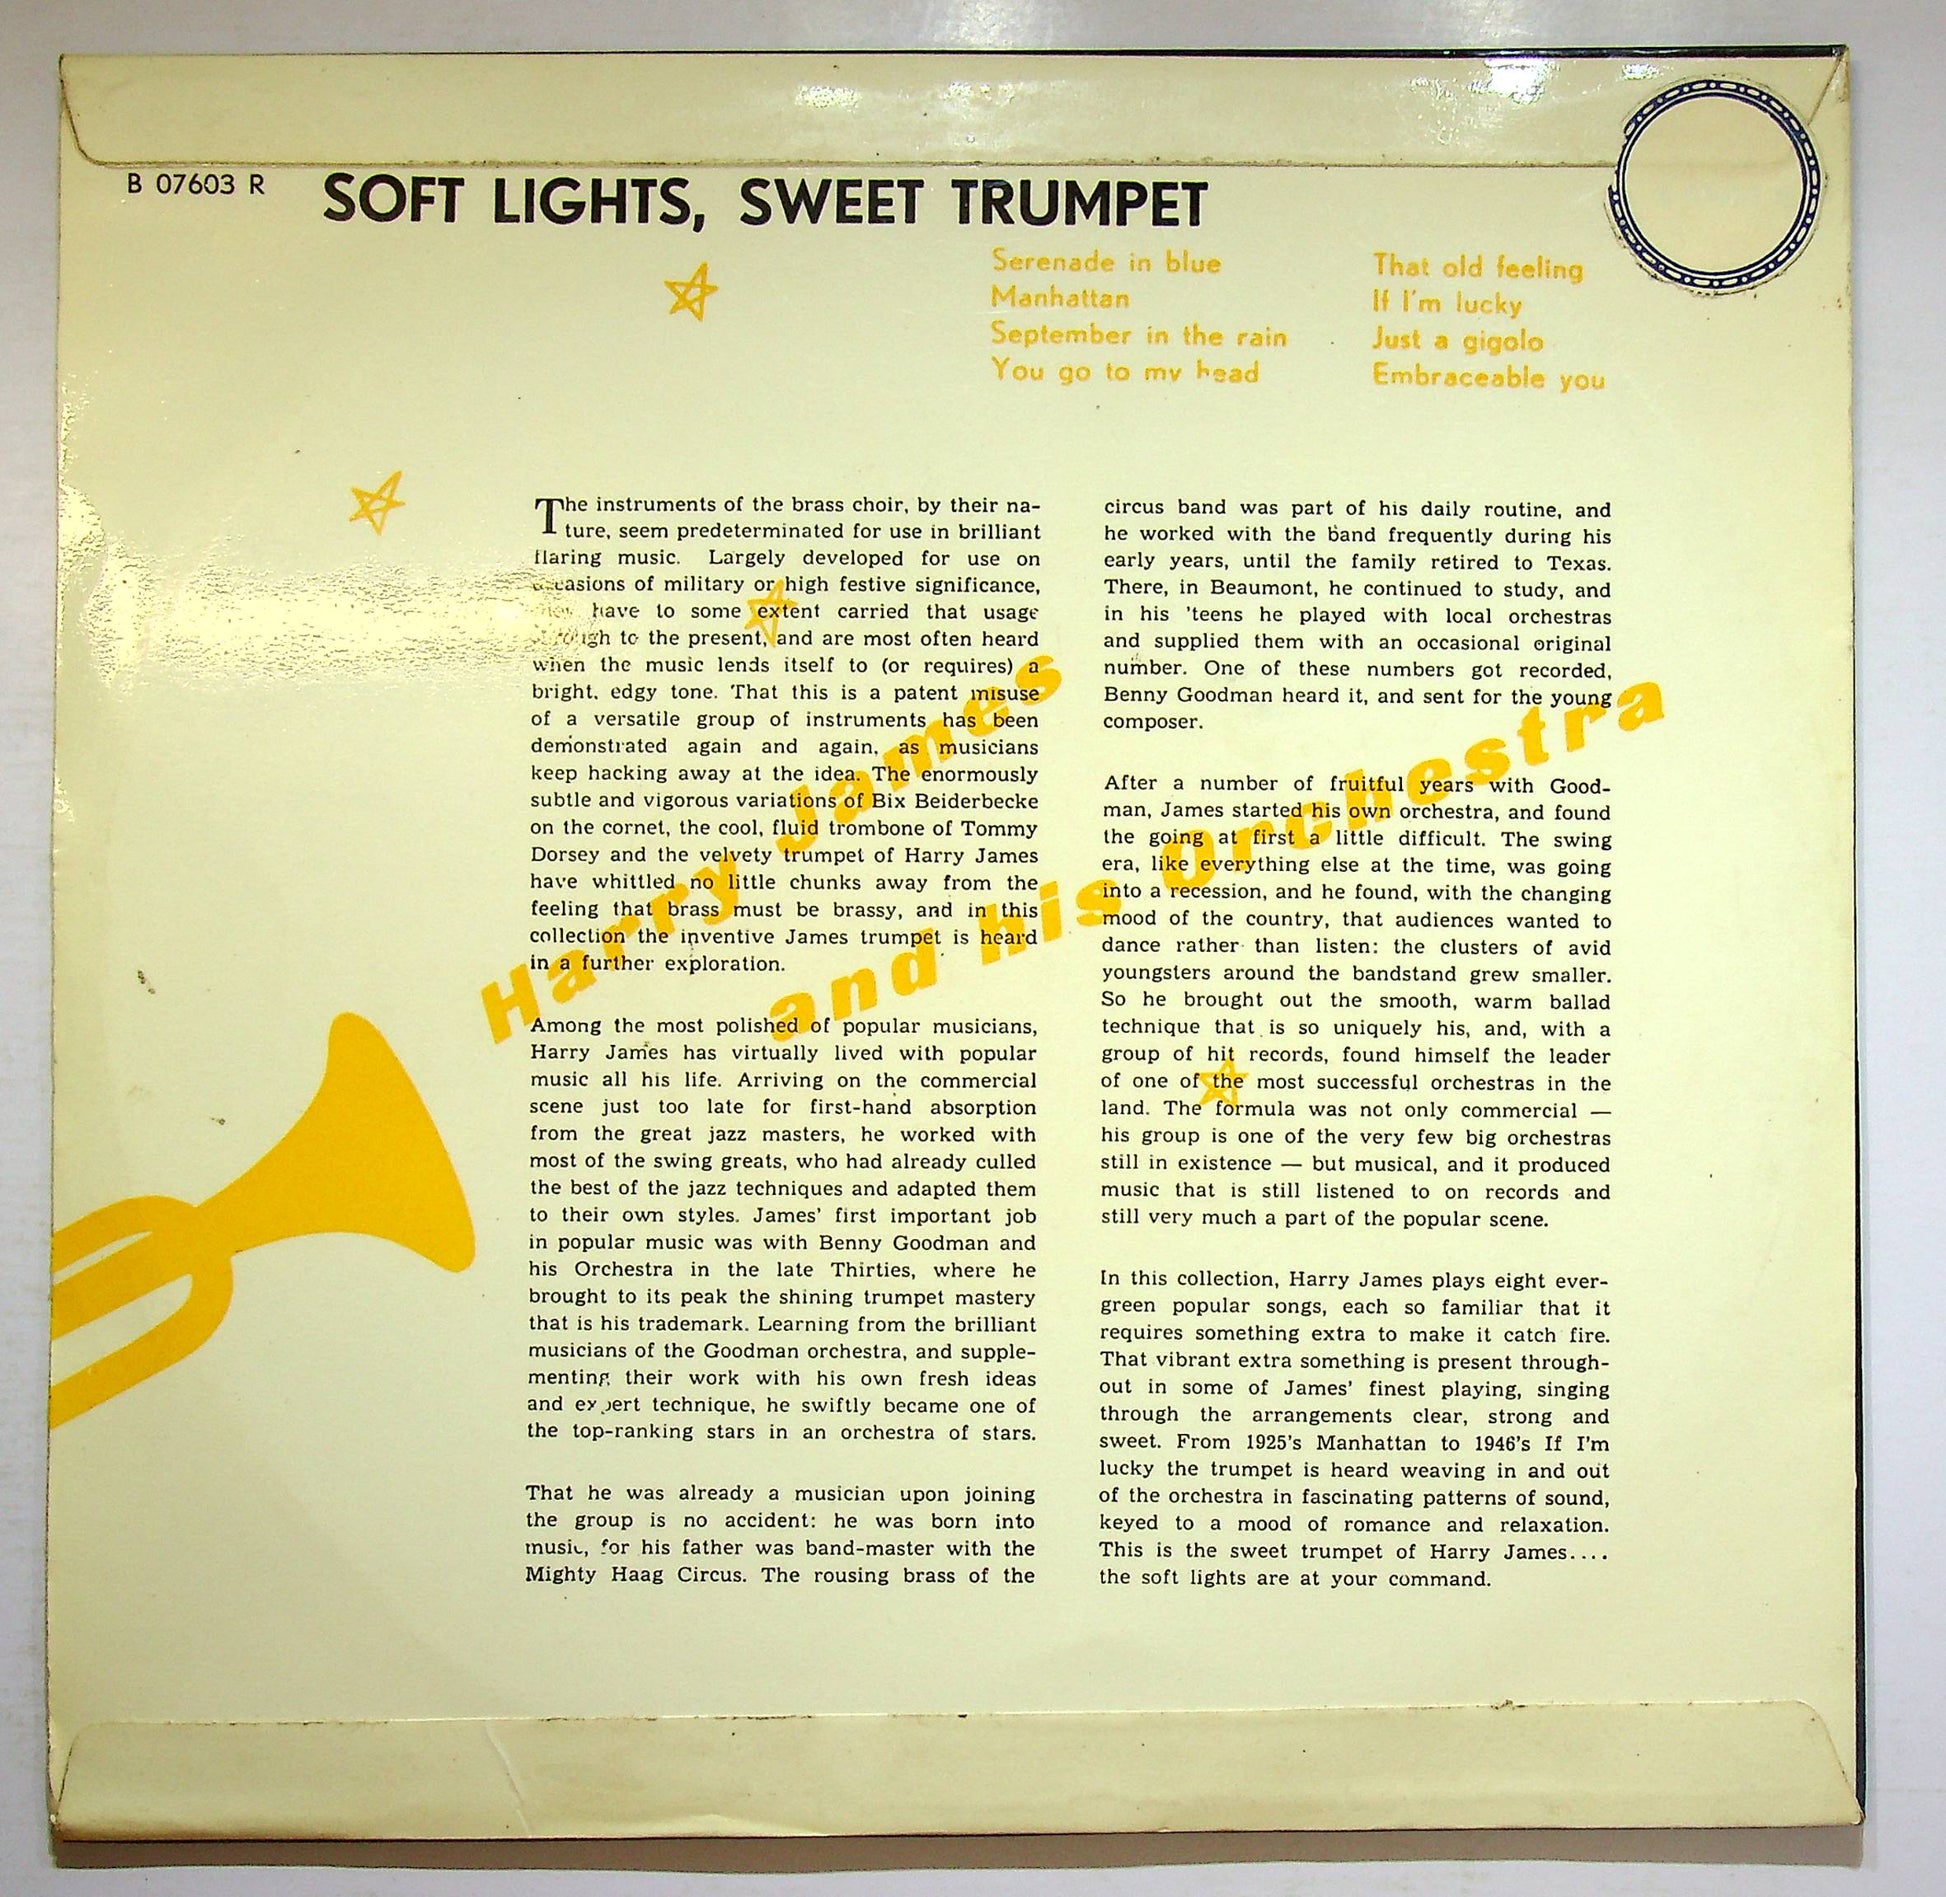 B 07603 R
SOFT LIGHTS, SWEET TRUMPET
Serenade in blue
Manhattan
September in the rain
You go to my head
That old feeling
If I'm lucky
Just a gigolo
Embraceable you
Harry James
and his Orchestra
The instruments of the brass choir, by their na-
ture, seem predeterminated for use in brilliant
flaring music. Largely developed for use on
occasions of military or high festive significance,
have to some extent carried that usage
through to the present, and are most often heard
when the music lends itself to (or requires) a
bright, edgy tone. That this is a patent misuse
of a versatile group of instruments has been
demonstrated again and again, as musicians
keep hacking away at the idea. The enormously
subtle and vigorous variations of Bix Beiderbecke
on the cornet, the cool, fluid trombone of Tommy
Dorsey and the velvety trumpet of Harry James
have whittled no little chunks away from the
feeling that brass must be brassy, and in this
collection the inventive James trumpet is heard
in a further exploration.
Among the most polished of popular musicians,
Harry James has virtually lived with popular
music all his life. Arriving on the commercial
scene just too late for first-hand absorption
from the great jazz masters, he worked with
most of the swing greats, who had already culled
the best of the jazz techniques and adapted them
to their own styles. James' first important job
in popular music was with Benny Goodman and
his Orchestra in the late Thirties, where he
brought to its peak the shining trumpet mastery
that is his trademark. Learning from the brilliant
musicians of the Goodman orchestra, and supple-
menting their work with his own fresh ideas
and expert technique, he swiftly became one of
the top-ranking stars in an orchestra of stars.
That he was already a musician upon joining
the group is no accident: he was born into
music, for his father was band-master with the
Mighty Haag Circus. The rousing brass of the
circus band was part of his daily routine, and
he worked with the band frequently during his
early years, until the family retired to Texas.
There, in Beaumont, he continued to study, and
in his 'teens he played with local orchestras
and supplied them with an occasional original
number. One of these numbers got recorded,
Benny Goodman heard it, and sent for the young
composer.
After a number of fruitful years with Good-
man, James started his own orchestra, and found
the going at first a little difficult. The swing
era, like everything else at the time, was going
into a recession, and he found, with the changing
mood of the country, that audiences wanted to
dance rather than listen: the clusters of avid
youngsters around the bandstand grew smaller.
So he brought out the smooth, warm ballad
technique that is so uniquely his, and, with a
group of hit records, found himself the leader
of one of the most successful orchestras in the
land. The formula was not only commercial —
his group is one of the very few big orchestras
still in existence — but musical, and it produced
music that is still listened to on records and
still very much a part of the popular scene.
In this collection, Harry James plays eight ever-
green popular songs, each so familiar that it
requires something extra to make it catch fire.
That vibrant extra something is present through-
out in some of James' finest playing, singing
through the arrangements clear, strong and
sweet. From 1925's Manhattan to 1946's If I'm
lucky the trumpet is heard weaving in and out
of the orchestra in fascinating patterns of sound,
keyed to a mood of romance and relaxation.
This is the sweet trumpet of Harry James....
the soft lights are at your command.